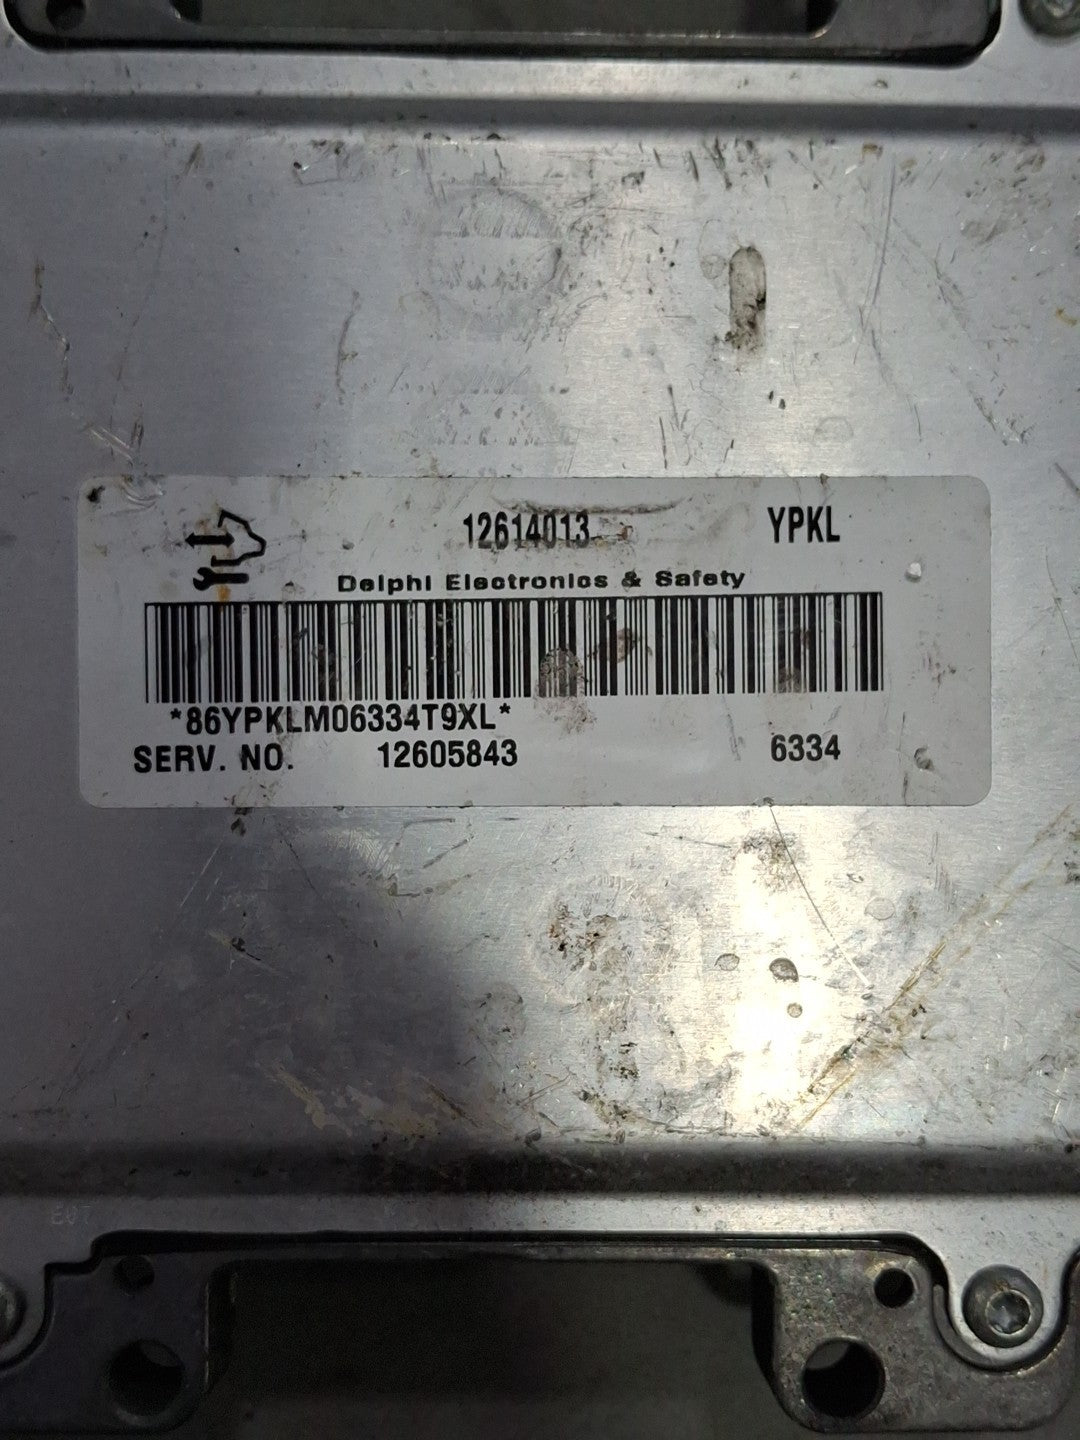 12614013 YPKL
Delphi Electronics & Safety
*86YPKLM06334T9XL*
SERV. NO. 12605843 6334